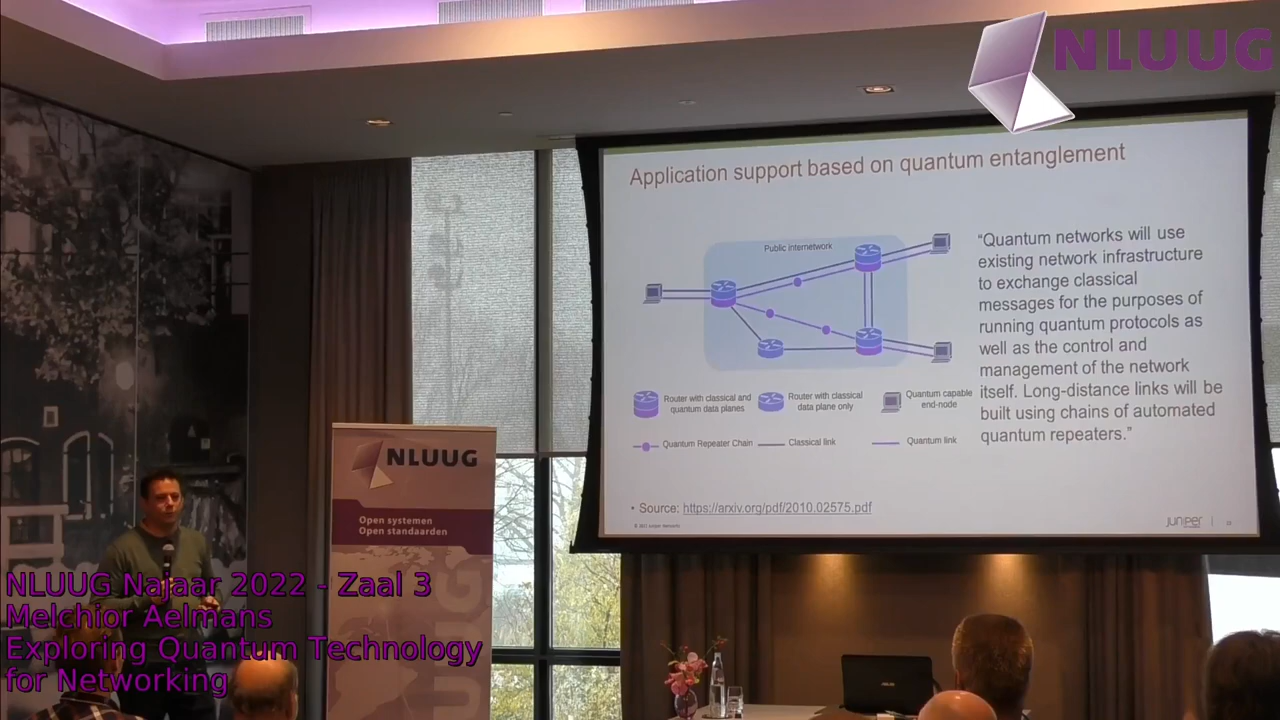 NLUUG
Application support based on quantum entanglement
Public internetwork
“Quantum networks will use
existing network infrastructure
to exchange classical
messages for the purposes of
running quantum protocols as
well as the control and
management of the network
itself. Long-distance links will be
built using chains of automated
quantum repeaters.”
Router with classical and
quantum data planes
Router with classical
data plane only
Quantum capable
end-node
Quantum Repeater Chain
Classical link
Quantum link
• Source: https://arxiv.org/pdf/2010.02575.pdf
© 2022 Juniper Networks
JUNIPER
NLUUG
Open systemen
Open standaarden
NLUUG
ASUS
NLUUG Najaar 2022 - Zaal 3
Melchior Aelmans
Exploring Quantum Technology
for Networking